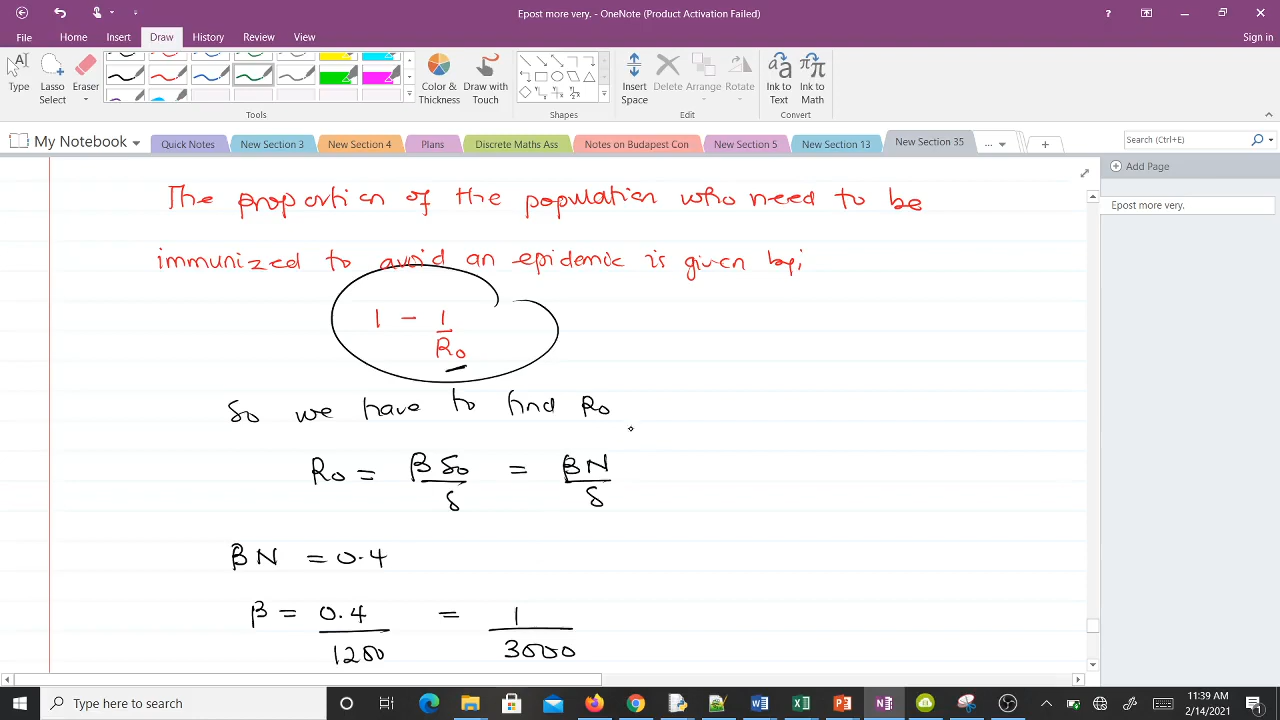 Epost more very. - OneNote (Product Activation Failed)
File Home Insert Draw History Review View
Sign in
Type
Lasso Select
Eraser
Color & Thickness
Draw with Touch
Insert Space
Delete
Arrange
Rotate
Ink to Text
Ink to Math
Tools
Shapes
Edit
Convert
My Notebook
Quick Notes
New Section 3
New Section 4
Plans
Discrete Maths Ass
Notes on Budapest Con
New Section 5
New Section 13
New Section 35
...
Search (Ctrl+E)
Add Page
Epost more very.
The proportion of the population who need to be
immunized to avoid an epidemic is given by;
1 - 1/R0
So we have to find R0
R0 = βS0/δ = βN/δ
βN = 0.4
β = 0.4/1200 = 1/3000
Type here to search
11:39 AM
2/14/2021